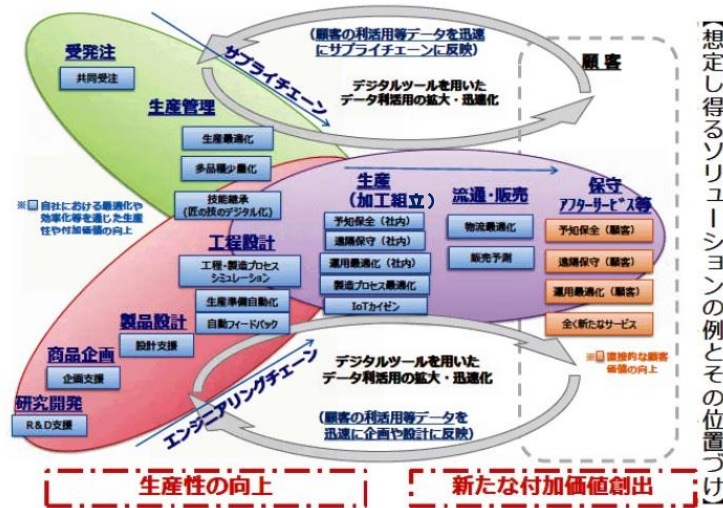 【想定し得るソリューションの例とその位置づけ】
受発注
共同受注
生産管理
生産最適化
多品種少量化
技能継承
(匠の技のデジタル化)
※ 自社における最適化や
効率化等を通じた生産
性や付加価値の向上
サプライチェーン
(顧客の利活用等データを迅速
にサプライチェーンに反映)
デジタルツールを用いた
データ利活用の拡大・迅速化
顧客
生産
(加工組立)
予知保全(社内)
遠隔保守(社内)
運用最適化(社内)
製造プロセス最適化
IoTカイゼン
流通・販売
物流最適化
販売予測
保守
アフターサービス等
予知保全(顧客)
遠隔保守(顧客)
運用最適化(顧客)
全く新たなサービス
※ 直接的な顧客
価値の向上
工程設計
工程・製造プロセス
シミュレーション
生産準備自動化
自動フィードバック
製品設計
設計支援
商品企画
企画支援
研究開発
R&D支援
エンジニアリングチェーン
デジタルツールを用いた
データ利活用の拡大・迅速化
(顧客の利活用等データを
迅速に企画や設計に反映)
生産性の向上
新たな付加価値創出